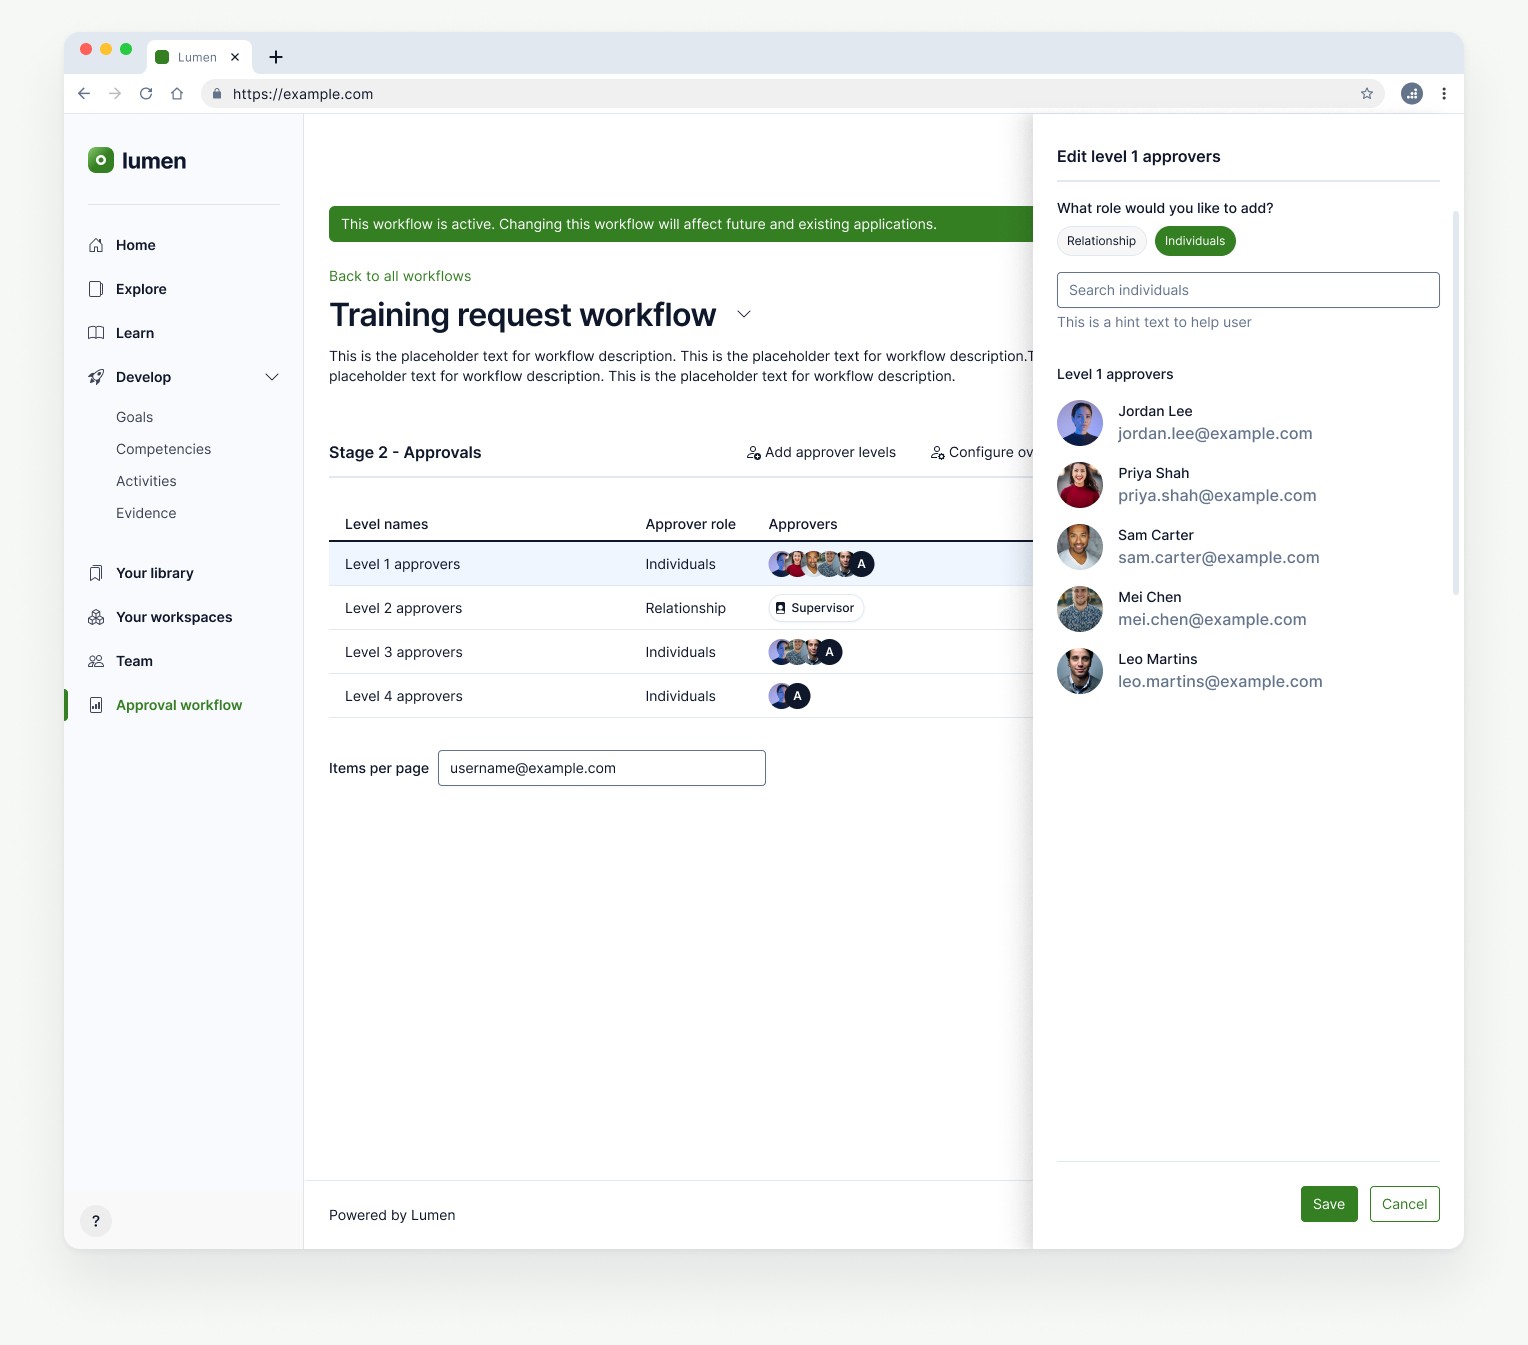 Lumen
https://example.com
lumen
Home
Explore
Learn
Develop
Goals
Competencies
Activities
Evidence
Your library
Your workspaces
Team
Approval workflow
?
This workflow is active. Changing this workflow will affect future and existing applications.
Back to all workflows
Training request workflow
This is the placeholder text for workflow description. This is the placeholder text for workflow description.T
placeholder text for workflow description. This is the placeholder text for workflow description.
Stage 2 - Approvals
Add approver levels
Configure ov
Level names Approver role Approvers
Level 1 approvers Individuals A
Level 2 approvers Relationship Supervisor
Level 3 approvers Individuals A
Level 4 approvers Individuals A
Items per page username@example.com
Powered by Lumen
Edit level 1 approvers
What role would you like to add?
Relationship Individuals
Search individuals
This is a hint text to help user
Level 1 approvers
Jordan Lee
jordan.lee@example.com
Priya Shah
priya.shah@example.com
Sam Carter
sam.carter@example.com
Mei Chen
mei.chen@example.com
Leo Martins
leo.martins@example.com
Save Cancel